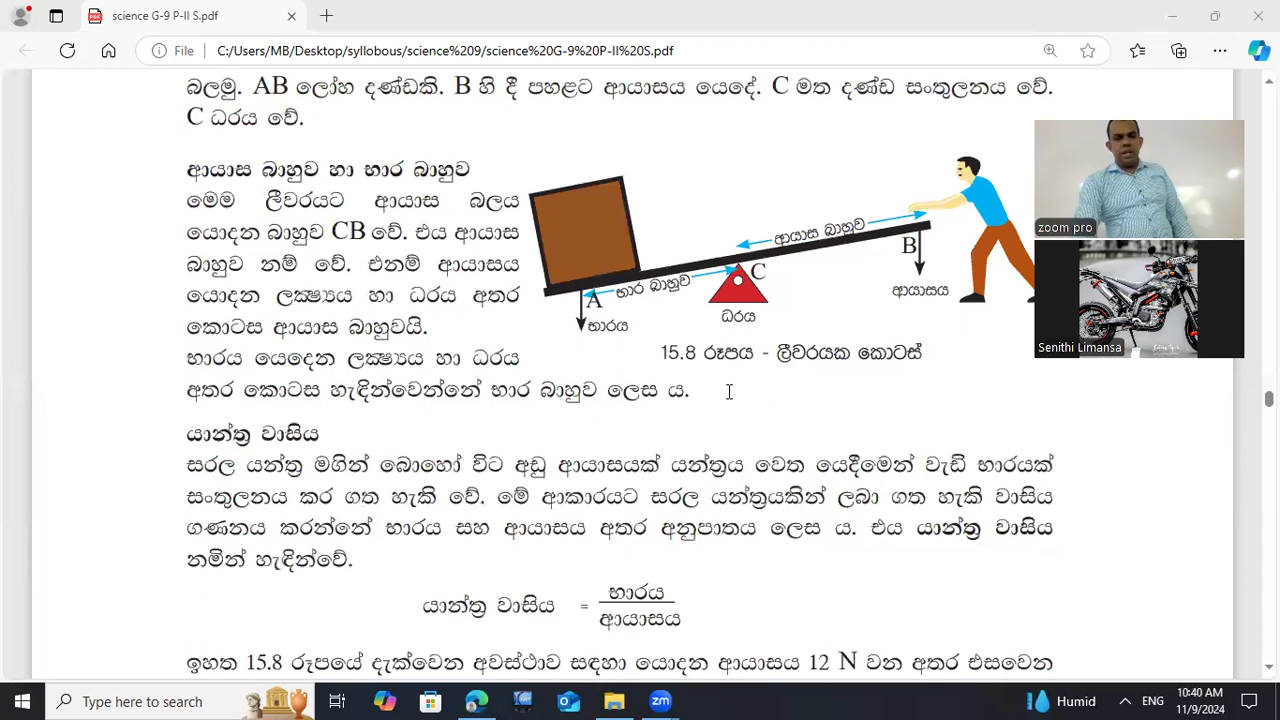 science G-9 P-II S.pdf
File
C:/Users/MB/Desktop/syllobous/science%209/science%20G-9%20P-II%20S.pdf
බලමු. AB ලෝහ දණ්ඩකි. B හි දී පහළට ආයාසය යෙදේ. C මත දණ්ඩ සංතුලනය වේ.
C ධරය වේ.
ආයාස බාහුව හා භාර බාහුව
මෙම ලීවරයට ආයාස බලය
යොදන බාහුව CB වේ. එය ආයාස
බාහුව නම් වේ. එනම් ආයාසය
යොදන ලක්‍ෂ්‍යය හා ධරය අතර
කොටස ආයාස බාහුවයි.
භාරය යෙදෙන ලක්‍ෂ්‍යය හා ධරය
අතර කොටස හැඳින්වෙන්නේ භාර බාහුව ලෙස ය.
ආයාස බාහුව
B
ආයාසය
C
භාර බාහුව
A
භාරය
ධරය
15.8 රූපය - ලීවරයක කොටස්
zoom pro
Senithi Limansa
යාන්ත්‍ර වාසිය
සරල යන්ත්‍ර මගින් බොහෝ විට අඩු ආයාසයක් යන්ත්‍රය වෙත යෙදීමෙන් වැඩි භාරයක්
සංතුලනය කර ගත හැකි වේ. මේ ආකාරයට සරල යන්ත්‍රයකින් ලබා ගත හැකි වාසිය
ගණනය කරන්නේ භාරය සහ ආයාසය අතර අනුපාතය ලෙස ය. එය යාන්ත්‍ර වාසිය
නමින් හැඳින්වේ.
යාන්ත්‍ර වාසිය = භාරය
ආයාසය
ඉහත 15.8 රූපයේ දැක්වෙන අවස්ථාව සඳහා යොදන ආයාසය 12 N වන අතර එසවෙන
Type here to search
Humid
ENG
10:40 AM
11/9/2024